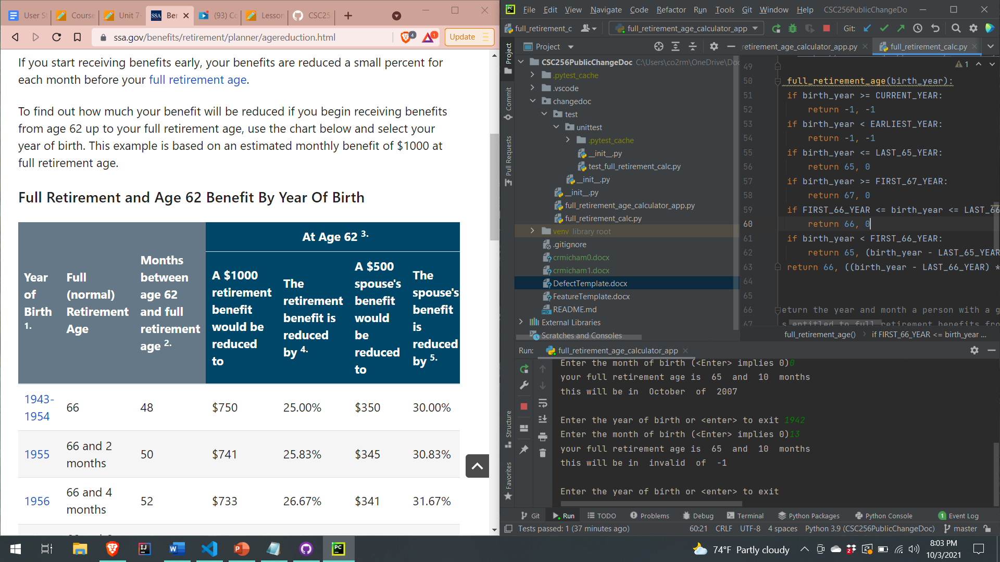 User St
Course
Unit 7-
SSA Ber
(93) Co
Lesson
CSC25
ssa.gov/benefits/retirement/planner/agereduction.html
4
1
Update
If you start receiving benefits early, your benefits are reduced a small percent for
each month before your full retirement age.
To find out how much your benefit will be reduced if you begin receiving benefits
from age 62 up to your full retirement age, use the chart below and select your
year of birth. This example is based on an estimated monthly benefit of $1000 at
full retirement age.
Full Retirement and Age 62 Benefit By Year Of Birth
Year of Birth 1.
Full (normal) Retirement Age
Months between age 62 and full retirement age 2.
At Age 62 3.
A $1000 retirement benefit would be reduced to
The retirement benefit is reduced by 4.
A $500 spouse's benefit would be reduced to
The spouse's benefit is reduced by 5.
1943-1954 66 48 $750 25.00% $350 30.00%
1955 66 and 2 months 50 $741 25.83% $345 30.83%
1956 66 and 4 months 52 $733 26.67% $341 31.67%
PC File Edit View Navigate Code Refactor Run Tools Git Window Help CSC256PublicChangeDo
full_retirement_c
full_retirement_age_calculator_app
Git:
Project
retirement_age_calculator_app.py
full_retirement_calc.py
Project
Commit
Pull Requests
Structure
Favorites
CSC256PublicChangeDoc C:\Users\co2rm\OneDrive\Doc
.pytest_cache
.vscode
changedoc
test
unittest
.pytest_cache
__init__.py
test_full_retirement_calc.py
__init__.py
__init__.py
full_retirement_age_calculator_app.py
full_retirement_calc.py
venv library root
.gitignore
crmicham0.docx
crmicham1.docx
DefectTemplate.docx
FeatureTemplate.docx
README.md
External Libraries
Scratches and Consoles
1
49
50 full_retirement_age(birth_year):
51 if birth_year >= CURRENT_YEAR:
52 return -1, -1
53 if birth_year < EARLIEST_YEAR:
54 return -1, -1
55 if birth_year <= LAST_65_YEAR:
56 return 65, 0
57 if birth_year >= FIRST_67_YEAR:
58 return 67, 0
59 if FIRST_66_YEAR <= birth_year <= LAST_66
60 return 66, 0
61 if birth_year < FIRST_66_YEAR:
62 return 65, (birth_year - LAST_65_YEAR
63 return 66, ((birth_year - LAST_66_YEAR) *
64
65
66 eturn the year and month a person with a g
67 s entitled to full retirement benefits fro
full_retirement_age()
if FIRST_66_YEAR <= birth_year ...
Run: full_retirement_age_calculator_app
Enter the month of birth (<Enter> implies 0)0
your full retirement age is 65 and 10 months
this will be in October of 2007
Enter the year of birth or <enter> to exit 1942
Enter the month of birth (<Enter> implies 0)13
your full retirement age is 65 and 10 months
this will be in invalid of -1
Enter the year of birth or <enter> to exit
Git
Run
TODO
Problems
Debug
Terminal
Python Packages
Python Console
1 Event Log
Tests passed: 1 (37 minutes ago)
60:21 CRLF UTF-8 4 spaces Python 3.9 (CSC256PublicChangeDoc) master
74°F Partly cloudy
8:03 PM
10/3/2021